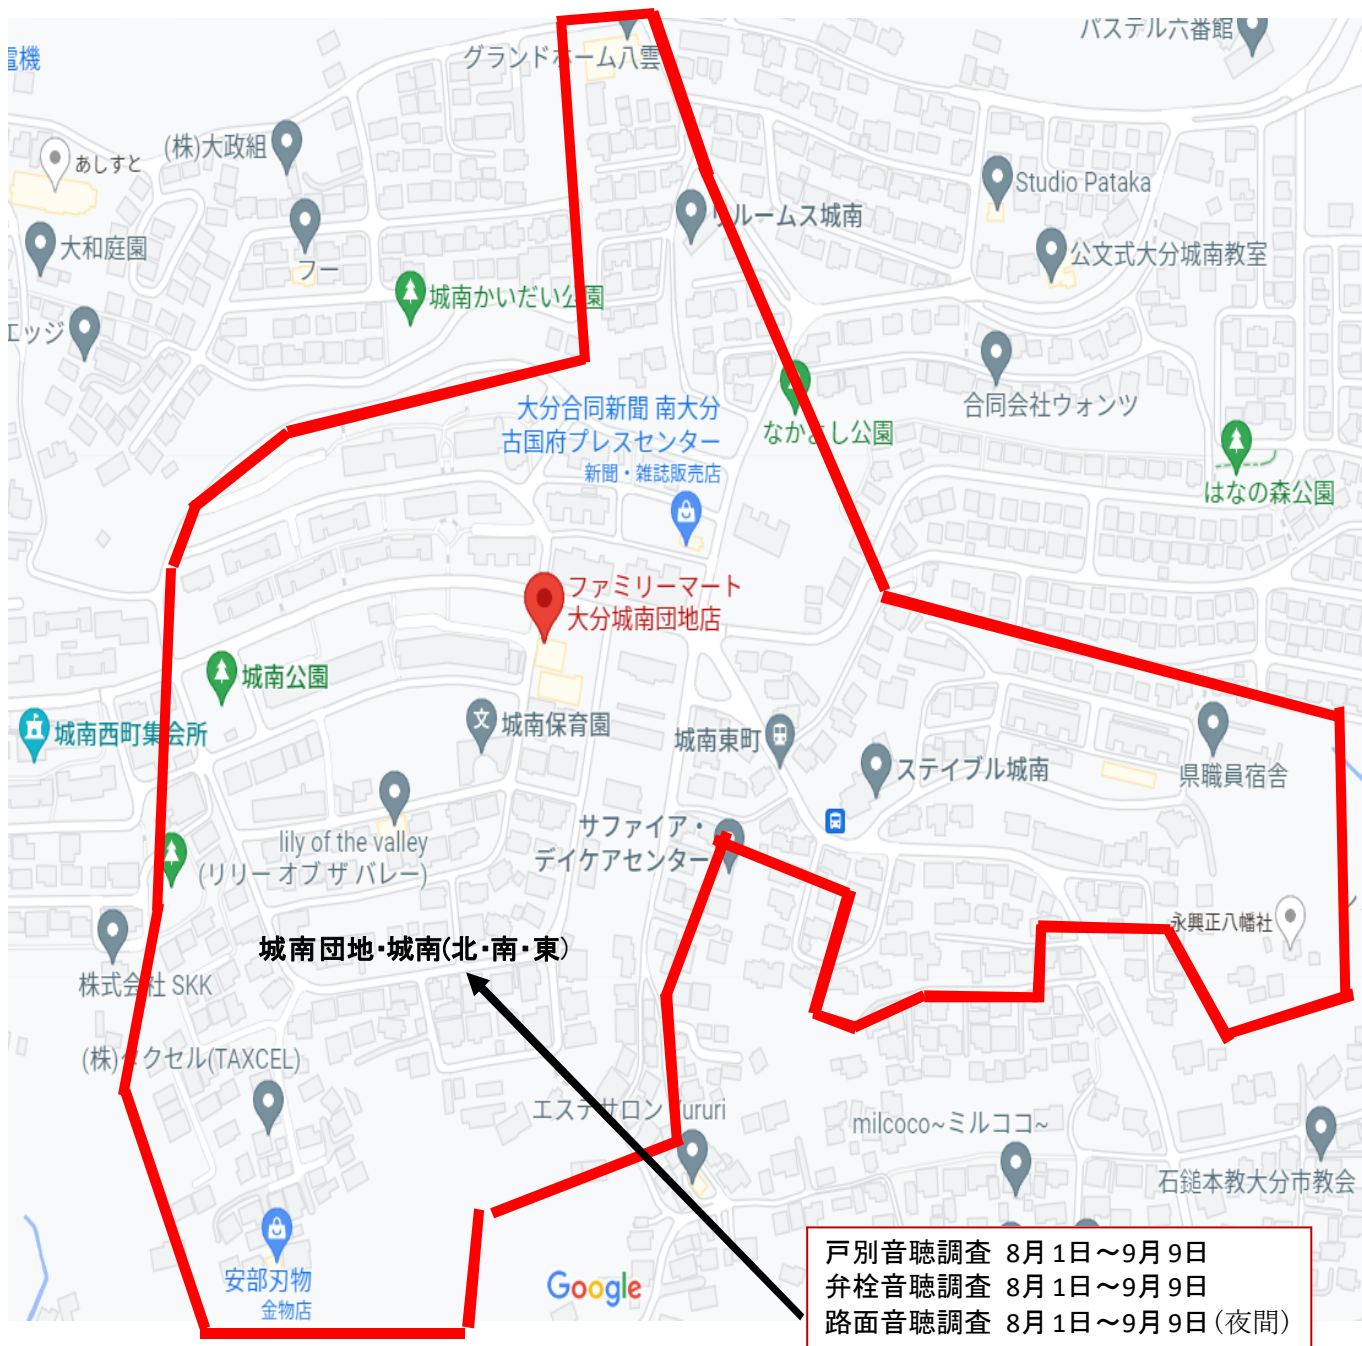 グランドホーム八雲
パステル六番館
電機
(株)大政組
あしすと
Studio Pataka
リルームス城南
大和庭園
フー
公文式大分城南教室
城南かいだい公園
エッジ
合同会社ウォンツ
大分合同新聞 南大分
古国府プレスセンター
新聞・雑誌販売店
なかよし公園
はなの森公園
ファミリーマート
大分城南団地店
城南公園
城南西町集会所
城南保育園
城南東町
ステイブル城南
県職員宿舎
サファイア・
デイケアセンター
lily of the valley
(リリー オブ ザ バレー)
永興正八幡社
城南団地・城南(北・南・東)
株式会社 SKK
(株)タクセル(TAXCEL)
エステサロン Yururi
milcoco~ミルココ~
石鎚本教大分市教会
安部刃物
金物店
Google
戸別音聴調査 8月1日～9月9日
弁栓音聴調査 8月1日～9月9日
路面音聴調査 8月1日～9月9日(夜間)